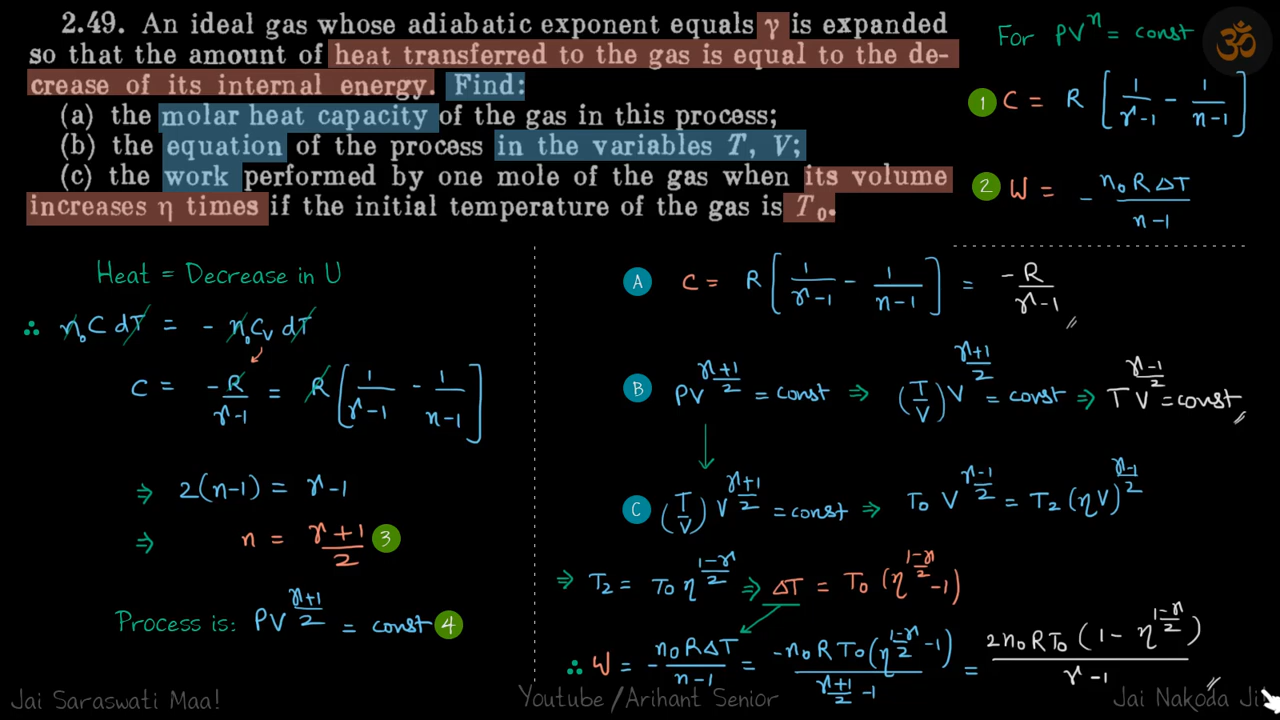 2.49. An ideal gas whose adiabatic exponent equals γ is expanded
so that the amount of heat transferred to the gas is equal to the de-
crease of its internal energy. Find:
(a) the molar heat capacity of the gas in this process;
(b) the equation of the process in the variables T, V;
(c) the work performed by one mole of the gas when its volume
increases η times if the initial temperature of the gas is T₀.
For PVⁿ = const
ॐ
1 C = R [1/(γ-1) - 1/(n-1)]
2 W = - n₀RΔT/(n-1)
Heat = Decrease in U
∴ n₀ C dT = - n₀ Cᵥ dT
C = -R/(γ-1) = R [1/(γ-1) - 1/(n-1)]
⇒ 2(n-1) = γ-1
⇒ n = (γ+1)/2 3
Process is: PV^((γ+1)/2) = const 4
A C = R [1/(γ-1) - 1/(n-1)] = -R/(γ-1) //
B PV^((γ+1)/2) = const ⇒ (T/V) V^((γ+1)/2) = const ⇒ T V^((γ-1)/2) = const //
C (T/V) V^((γ+1)/2) = const ⇒ T₀ V^((γ-1)/2) = T₂ (ηV)^((γ-1)/2)
⇒ T₂ = T₀ η^((1-γ)/2) ⇒ ΔT = T₀ (η^((1-γ)/2) -1)
∴ W = - n₀RΔT/(n-1) = -n₀RT₀(η^((1-γ)/2) -1)/((γ+1)/2 -1) = 2n₀RT₀(1 - η^((1-γ)/2))/(γ-1) //
Jai Saraswati Maa!
Youtube/Arihant Senior
Jai Nakoda Ji!